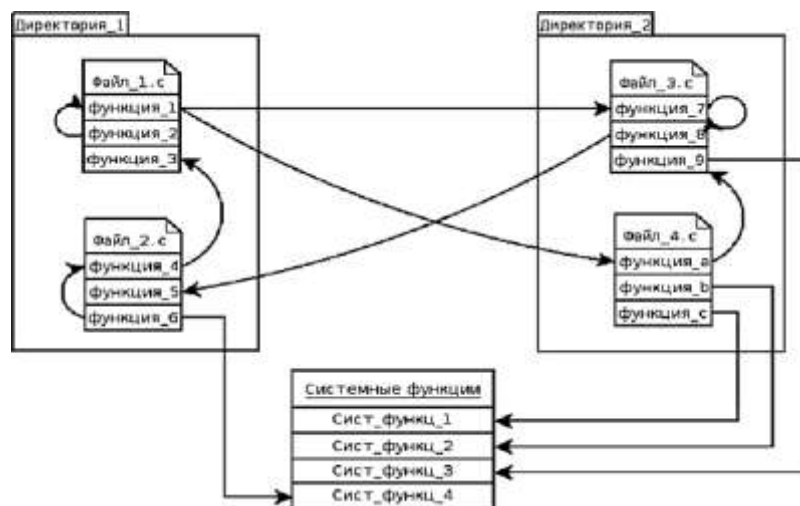 Директория_1
Файл_1.c
функция_1
функция_2
функция_3
Файл_2.c
функция_4
функция_5
функция_6
Директория_2
Файл_3.c
функция_7
функция_8
функция_9
Файл_4.c
функция_a
функция_b
функция_c
Системные функции
Сист_функц_1
Сист_функц_2
Сист_функц_3
Сист_функц_4